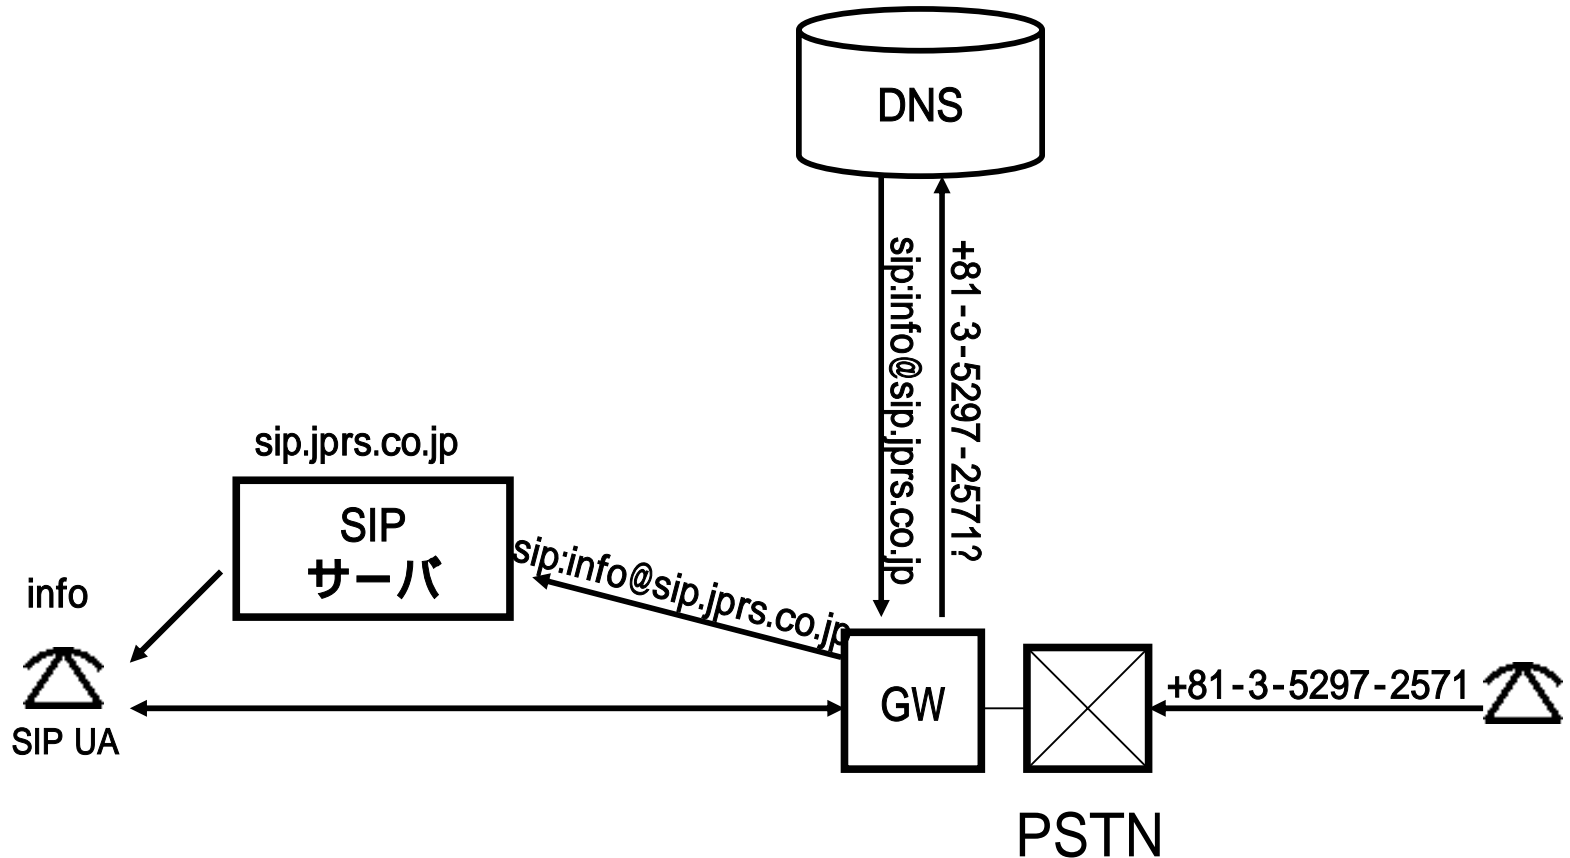 DNS
sip:info@sip.jprs.co.jp
+81-3-5297-2571?
sip.jprs.co.jp
SIP
サーバ
sip:info@sip.jprs.co.jp
info
SIP UA
GW
+81-3-5297-2571
PSTN